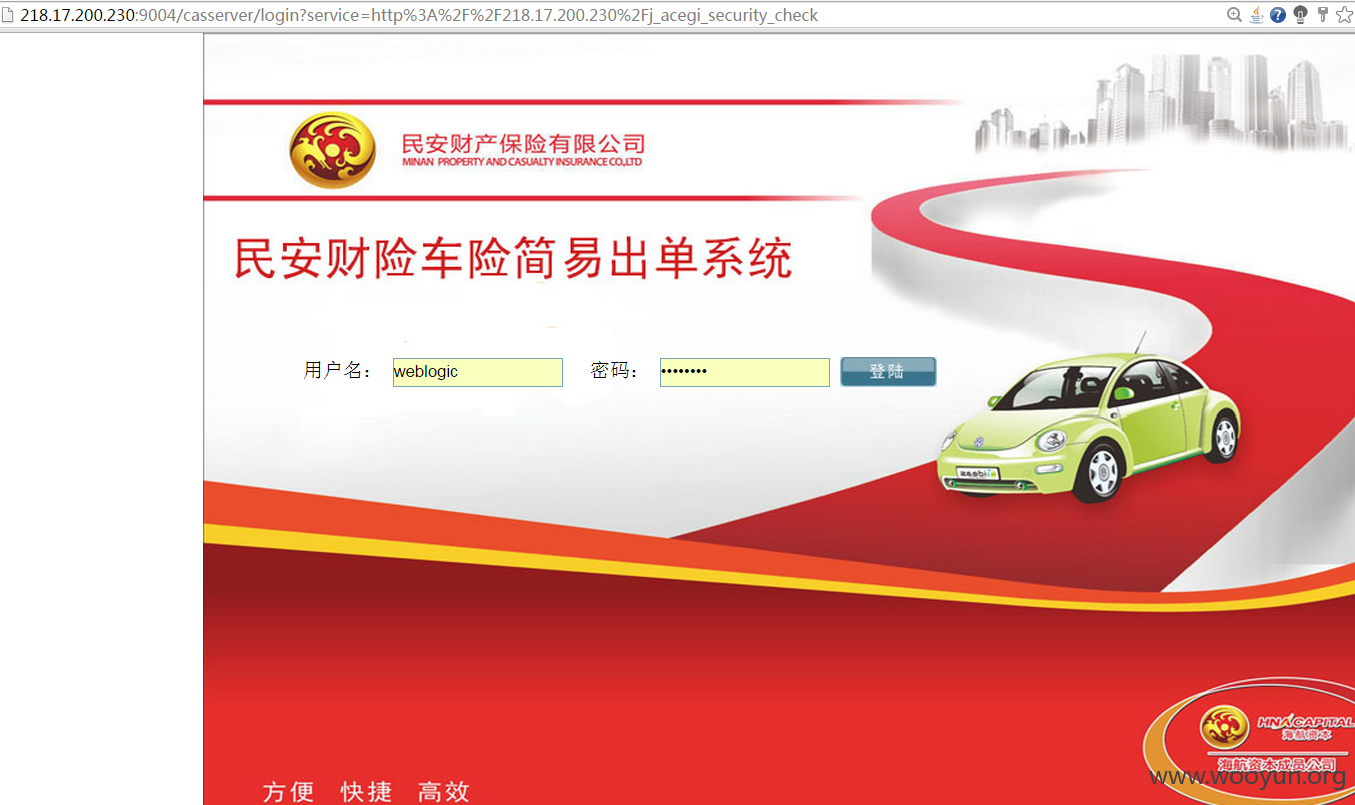 218.17.200.230:9004/casserver/login?service=http%3A%2F%2F218.17.200.230%2Fj_acegi_security_check
民安财产保险有限公司
MINAN PROPERTY AND CASUALTY INSURANCE CO,LTD
民安财险车险简易出单系统
用户名： weblogic 密码： •••••••• 登陆
HNA CAPITAL
海航资本
海航资本成员公司
www.wooyun.org
方便 快捷 高效